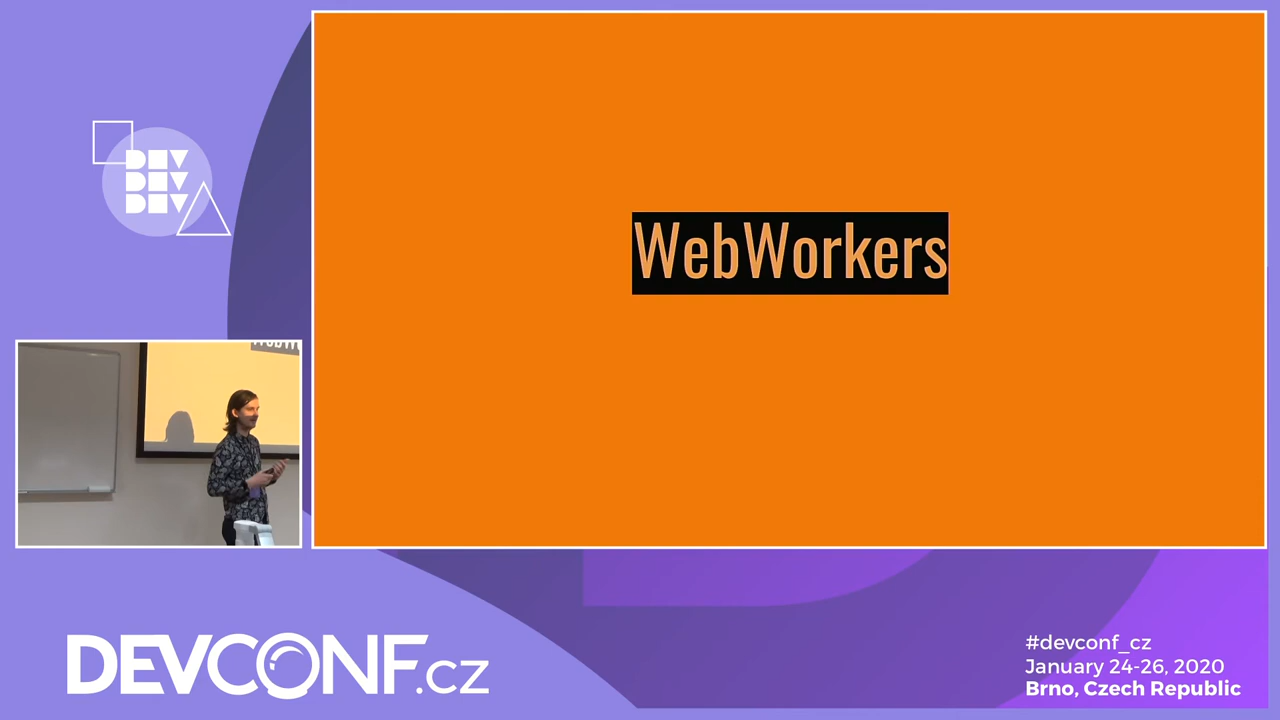 DEV
DEV
DEV
WebWorkers
DEVCONF.cz
#devconf_cz
January 24-26, 2020
Brno, Czech Republic